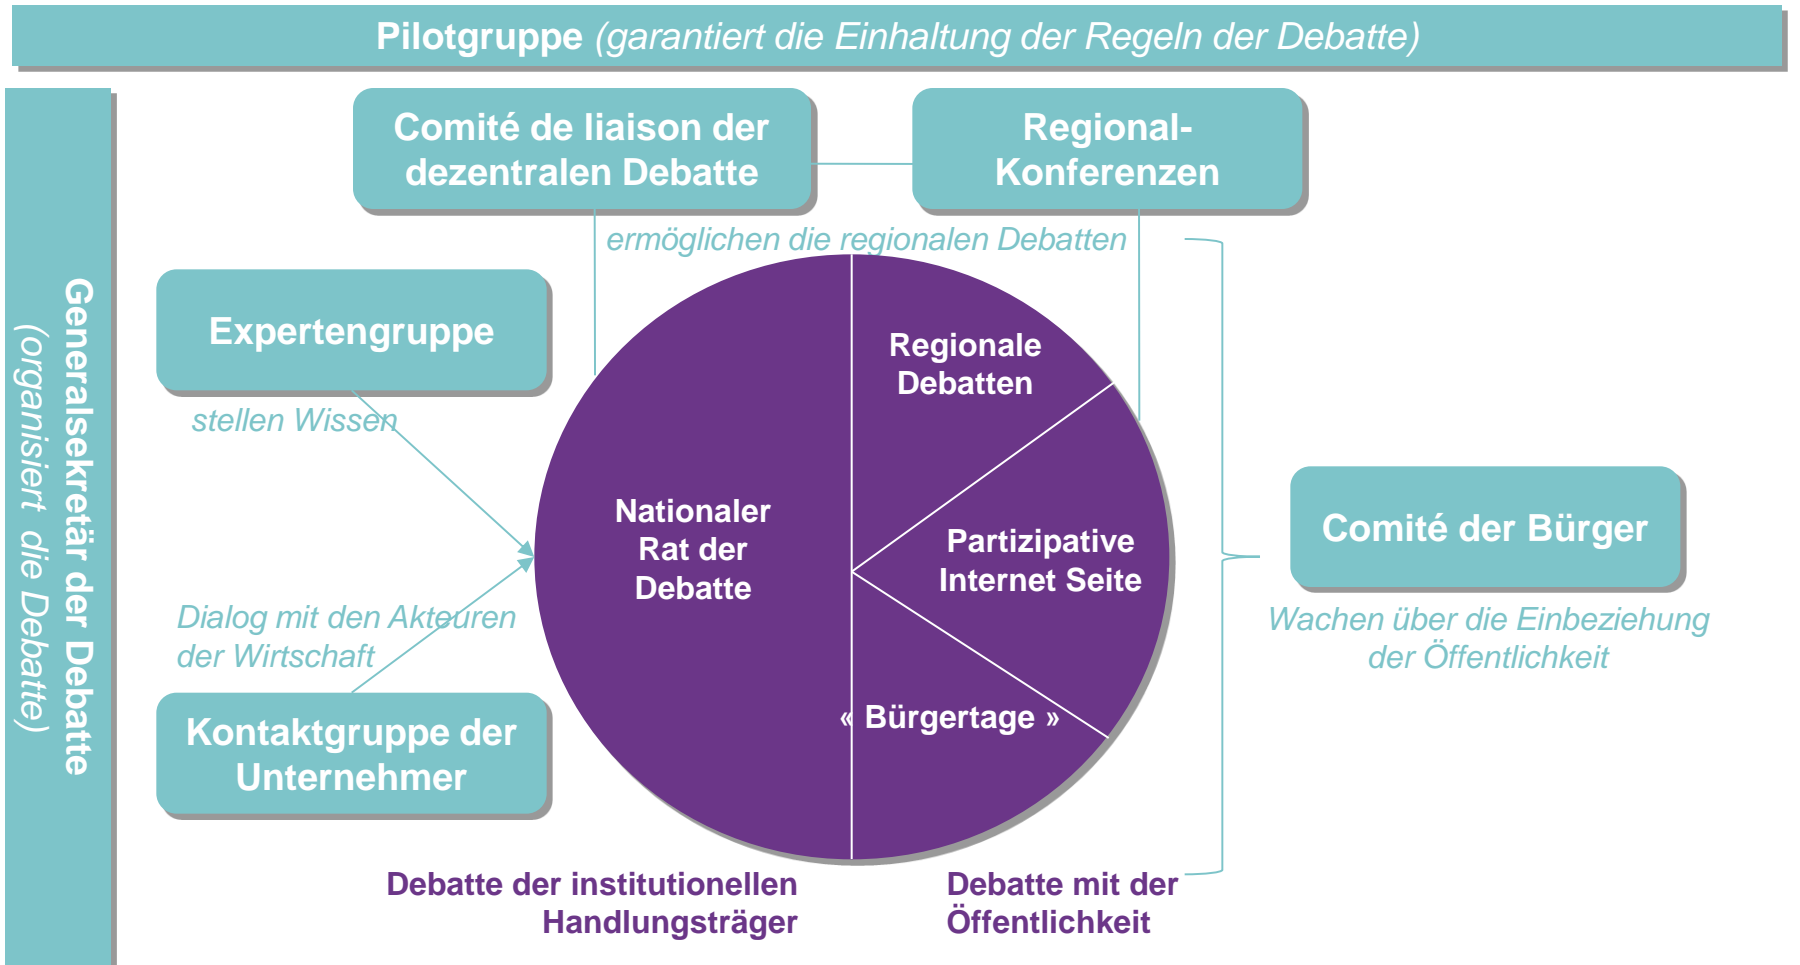 Pilotgruppe (garantiert die Einhaltung der Regeln der Debatte)
Generalsekretär der Debatte
(organisiert die Debatte)
Comité de liaison der
dezentralen Debatte
Regional-
Konferenzen
ermöglichen die regionalen Debatten
Expertengruppe
stellen Wissen
Regionale
Debatten
Nationaler
Rat der
Debatte
Partizipative
Internet Seite
Comité der Bürger
Wachen über die Einbeziehung
der Öffentlichkeit
Dialog mit den Akteuren
der Wirtschaft
Kontaktgruppe der
Unternehmer
« Bürgertage »
Debatte der institutionellen
Handlungsträger
Debatte mit der
Öffentlichkeit